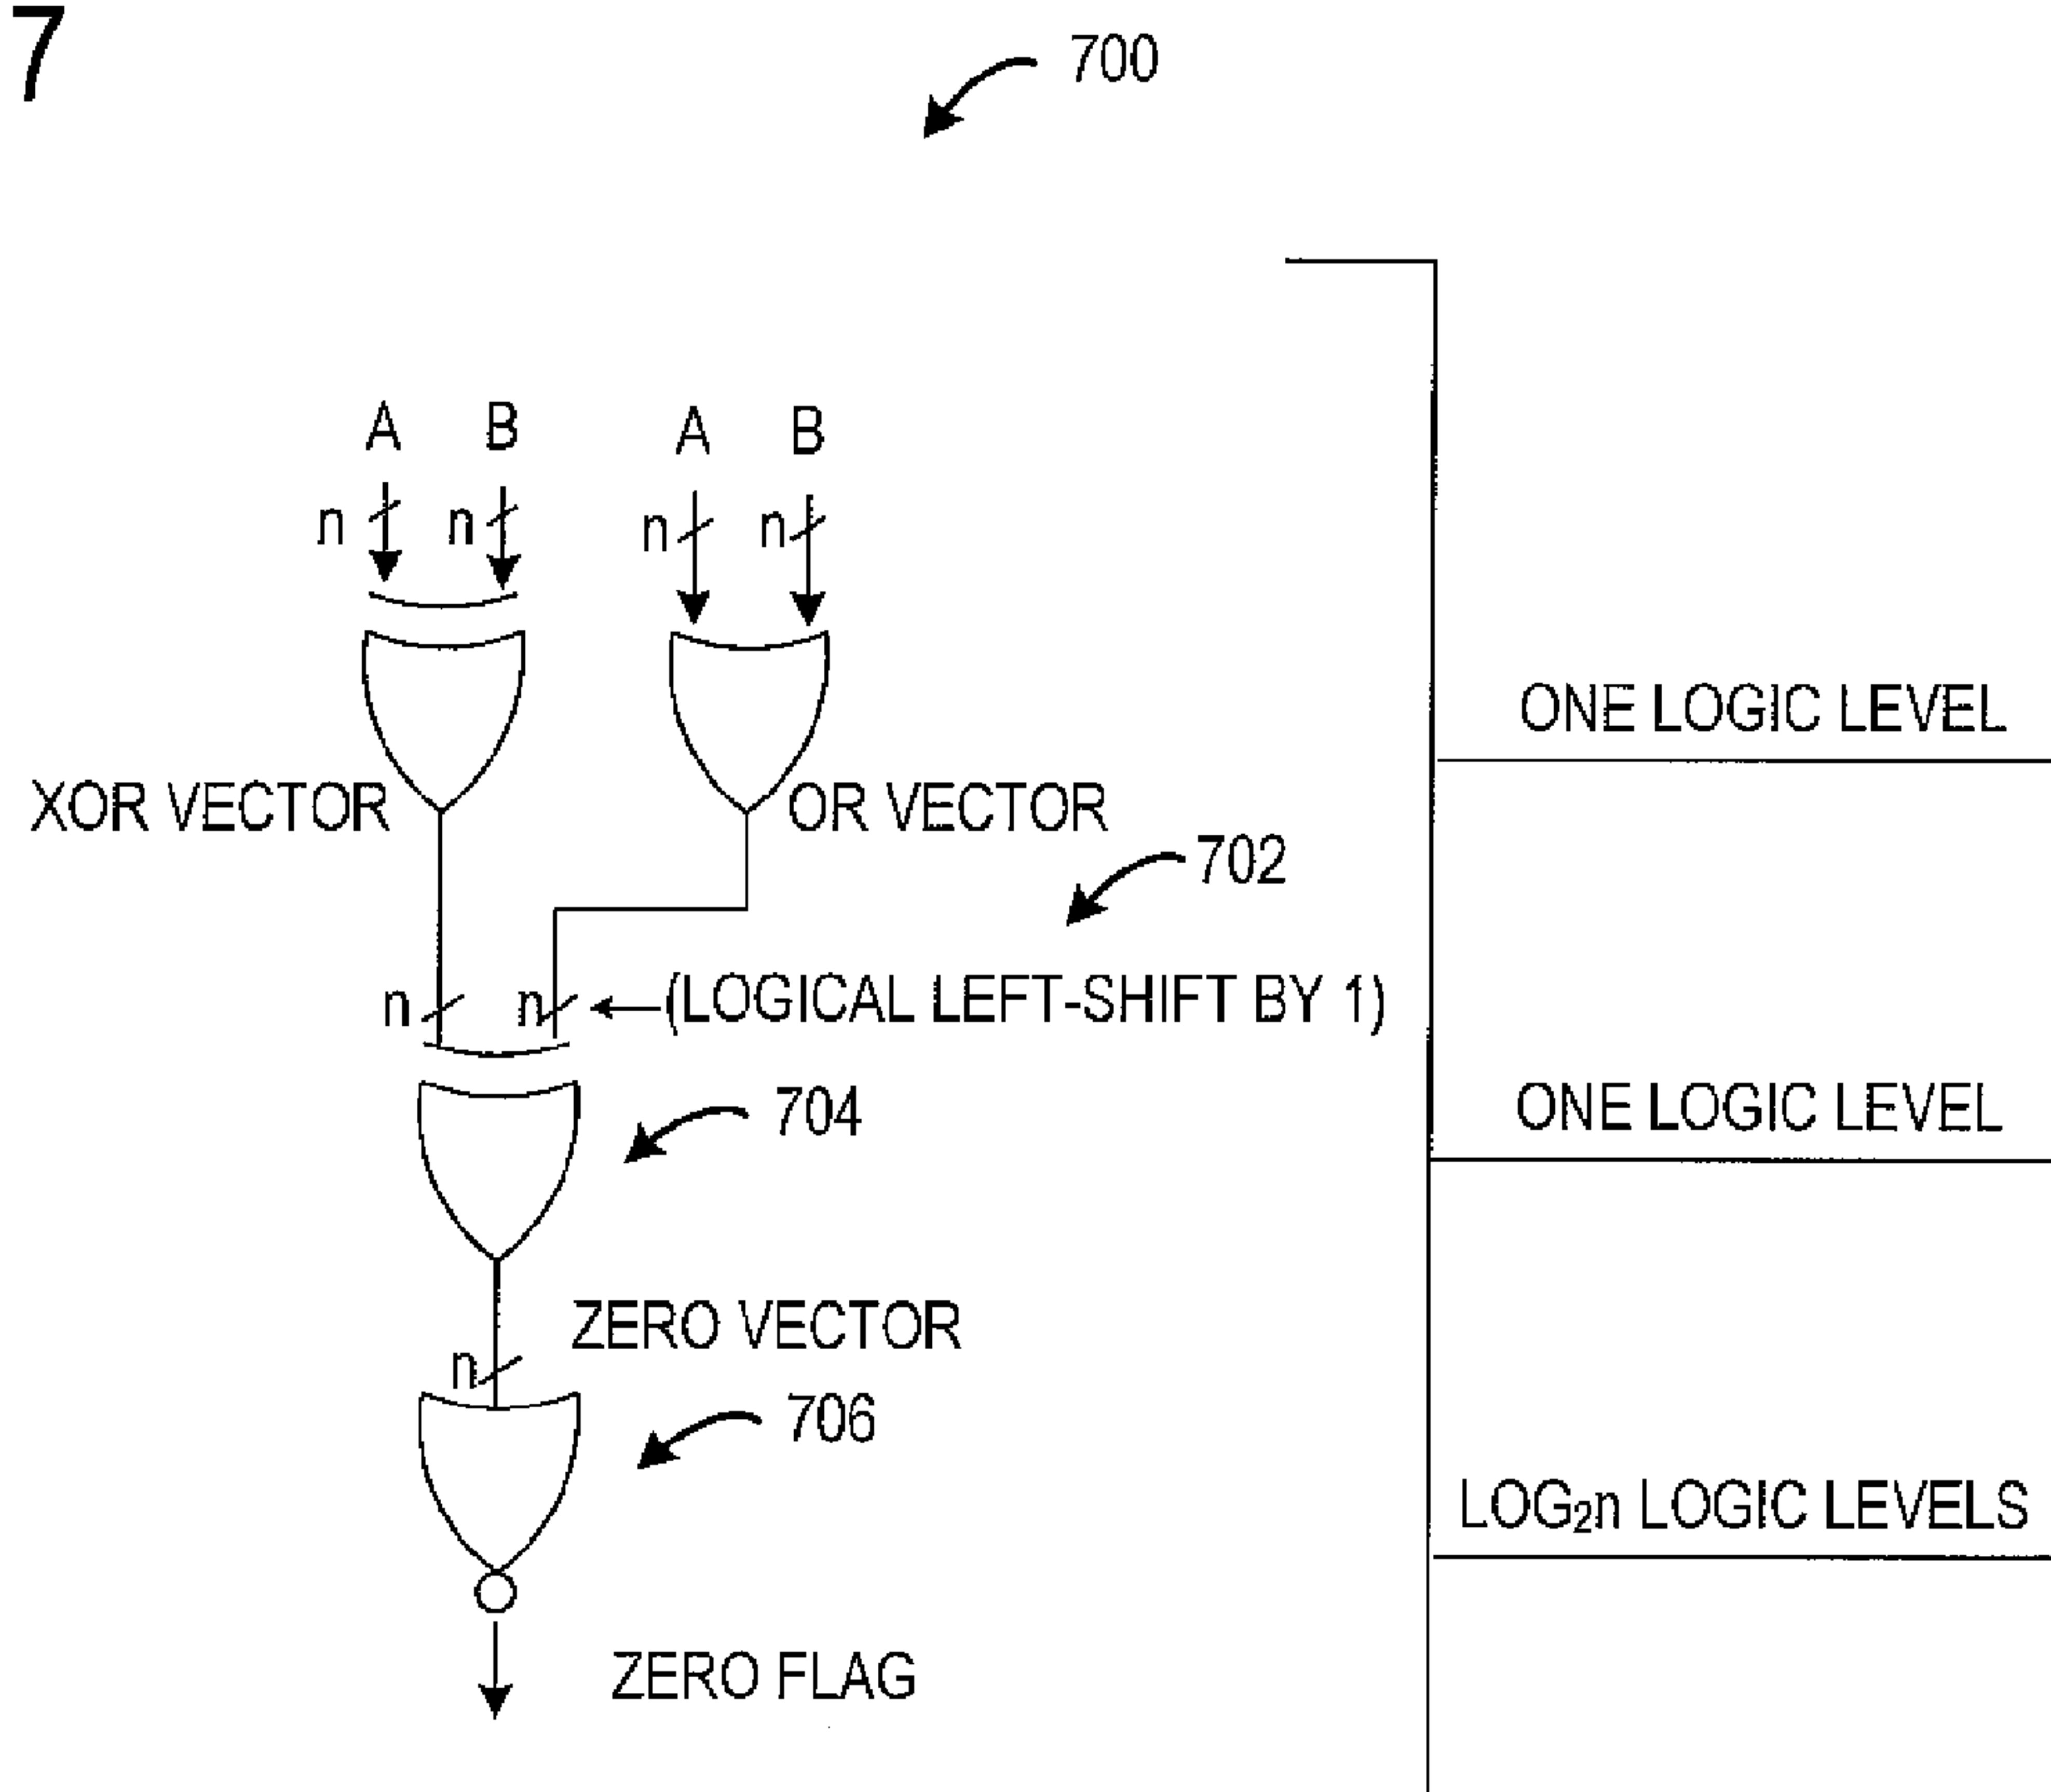 7
700
A B A B
n n n n
ONE LOGIC LEVEL
XOR VECTOR OR VECTOR
702
n n (LOGICAL LEFT-SHIFT BY 1)
704 ONE LOGIC LEVEL
ZERO VECTOR
n
706
LOG₂n LOGIC LEVELS
ZERO FLAG